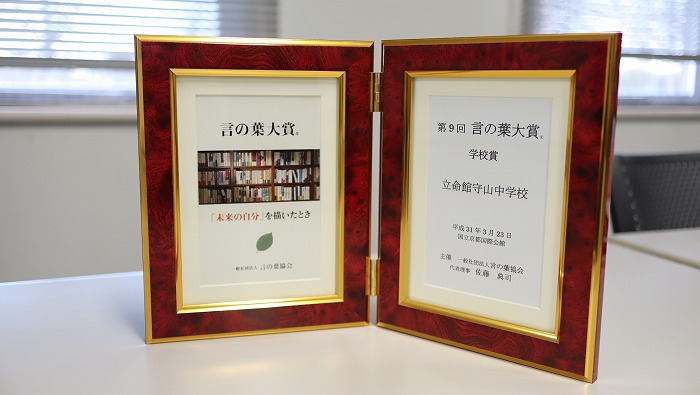 言の葉大賞®
「未来の自分」を描いたとき
一般社団法人 言の葉協会
第9回 言の葉大賞®
学校賞
立命館守山中学校
平成31年3月23日
国立京都国際会館
主催 一般社団法人言の葉協会
代表理事 佐藤 典司